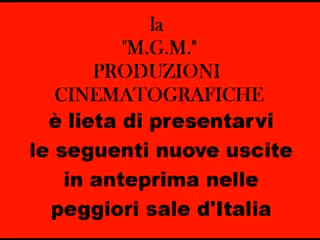 la
"M.G.M."
PRODUZIONI
CINEMATOGRAFICHE
è lieta di presentarvi
le seguenti nuove uscite
in anteprima nelle
peggiori sale d'Italia